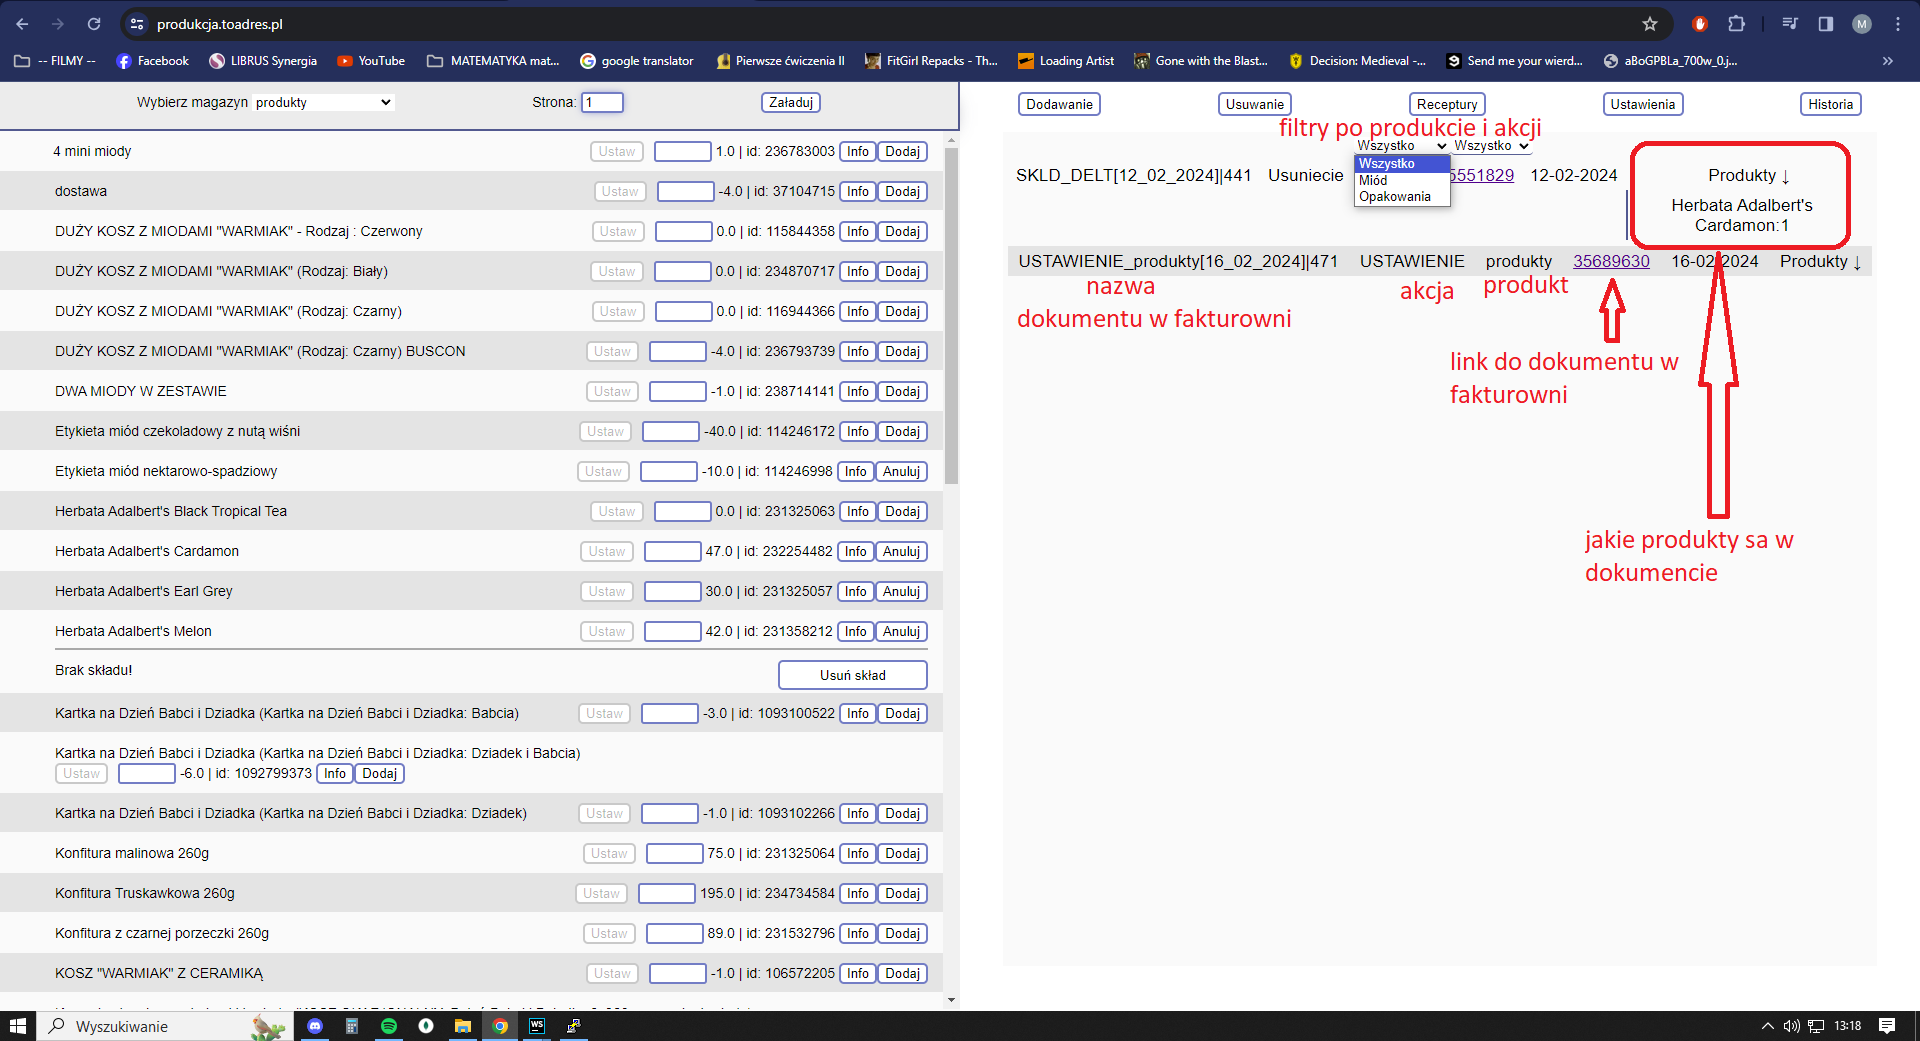 produkcja.toadres.pl
M
-- FILMY --
Facebook
LIBRUS Synergia
YouTube
MATEMATYKA mat...
google translator
Pierwsze ćwiczenia II
FitGirl Repacks - Th...
Loading Artist
Gone with the Blast...
Decision: Medieval -...
Send me your wierd...
aBoGPBLa_700w_0.j...
Wybierz magazyn produkty
Strona: 1
Załaduj
4 mini miody Ustaw 1.0 | id: 236783003 Info Dodaj
dostawa Ustaw -4.0 | id: 37104715 Info Dodaj
DUŻY KOSZ Z MIODAMI "WARMIAK" - Rodzaj : Czerwony Ustaw 0.0 | id: 115844358 Info Dodaj
DUŻY KOSZ Z MIODAMI "WARMIAK" (Rodzaj: Biały) Ustaw 0.0 | id: 234870717 Info Dodaj
DUŻY KOSZ Z MIODAMI "WARMIAK" (Rodzaj: Czarny) Ustaw 0.0 | id: 116944366 Info Dodaj
DUŻY KOSZ Z MIODAMI "WARMIAK" (Rodzaj: Czarny) BUSCON Ustaw -4.0 | id: 236793739 Info Dodaj
DWA MIODY W ZESTAWIE Ustaw -1.0 | id: 238714141 Info Dodaj
Etykieta miód czekoladowy z nutą wiśni Ustaw -40.0 | id: 114246172 Info Dodaj
Etykieta miód nektarowo-spadziowy Ustaw -10.0 | id: 114246998 Info Anuluj
Herbata Adalbert's Black Tropical Tea Ustaw 0.0 | id: 231325063 Info Dodaj
Herbata Adalbert's Cardamon Ustaw 47.0 | id: 232254482 Info Anuluj
Herbata Adalbert's Earl Grey Ustaw 30.0 | id: 231325057 Info Anuluj
Herbata Adalbert's Melon Ustaw 42.0 | id: 231358212 Info Anuluj
Brak składu! Usuń skład
Kartka na Dzień Babci i Dziadka (Kartka na Dzień Babci i Dziadka: Babcia) Ustaw -3.0 | id: 1093100522 Info Dodaj
Kartka na Dzień Babci i Dziadka (Kartka na Dzień Babci i Dziadka: Dziadek i Babcia)
Ustaw -6.0 | id: 1092799373 Info Dodaj
Kartka na Dzień Babci i Dziadka (Kartka na Dzień Babci i Dziadka: Dziadek) Ustaw -1.0 | id: 1093102266 Info Dodaj
Konfitura malinowa 260g Ustaw 75.0 | id: 231325064 Info Dodaj
Konfitura Truskawkowa 260g Ustaw 195.0 | id: 234734584 Info Dodaj
Konfitura z czarnej porzeczki 260g Ustaw 89.0 | id: 231532796 Info Dodaj
KOSZ "WARMIAK" Z CERAMIKĄ Ustaw -1.0 | id: 106572205 Info Dodaj
Dodawanie
Usuwanie
Receptury
Ustawienia
Historia
filtry po produkcie i akcji
Wszystko Wszystko
Wszystko
Miód
Opakowania
SKLD_DELT[12_02_2024]|441 Usuniecie 5551829 12-02-2024 Produkty ↓
Herbata Adalbert's
Cardamon:1
USTAWIENIE_produkty[16_02_2024]|471 USTAWIENIE produkty 35689630 16-02-2024 Produkty ↓
nazwa
dokumentu w fakturowni
akcja
produkt
link do dokumentu w
fakturowni
jakie produkty sa w
dokumencie
Wyszukiwanie
WS
13:18